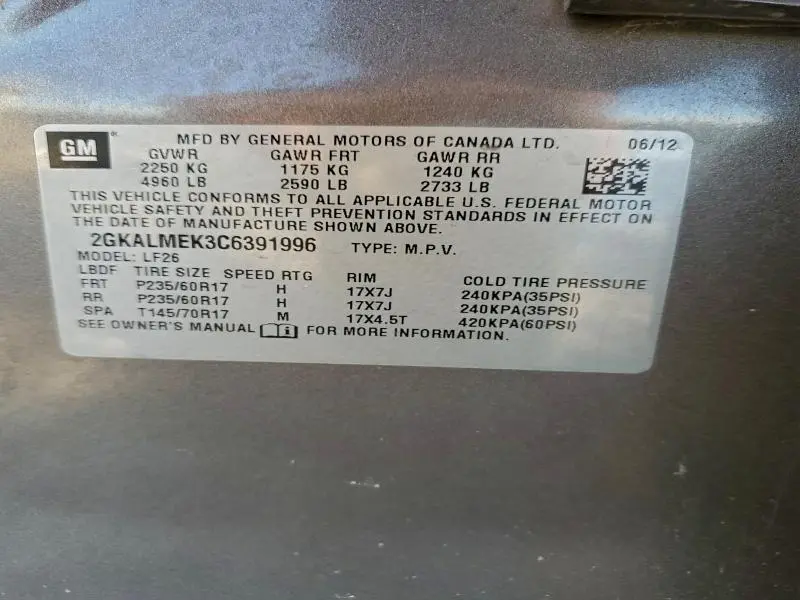 GM ® MFD BY GENERAL MOTORS OF CANADA LTD. 06/12
GVWR GAWR FRT GAWR RR
2250 KG 1175 KG 1240 KG
4960 LB 2590 LB 2733 LB
THIS VEHICLE CONFORMS TO ALL APPLICABLE U.S. FEDERAL MOTOR
VEHICLE SAFETY AND THEFT PREVENTION STANDARDS IN EFFECT ON
THE DATE OF MANUFACTURE SHOWN ABOVE.
2GKALMEK3C6391996 TYPE: M.P.V.
MODEL: LF26
LBDF TIRE SIZE SPEED RTG RIM COLD TIRE PRESSURE
FRT P235/60R17 H 17X7J 240KPA(35PSI)
RR P235/60R17 H 17X7J 240KPA(35PSI)
SPA T145/70R17 M 17X4.5T 420KPA(60PSI)
SEE OWNER'S MANUAL FOR MORE INFORMATION.